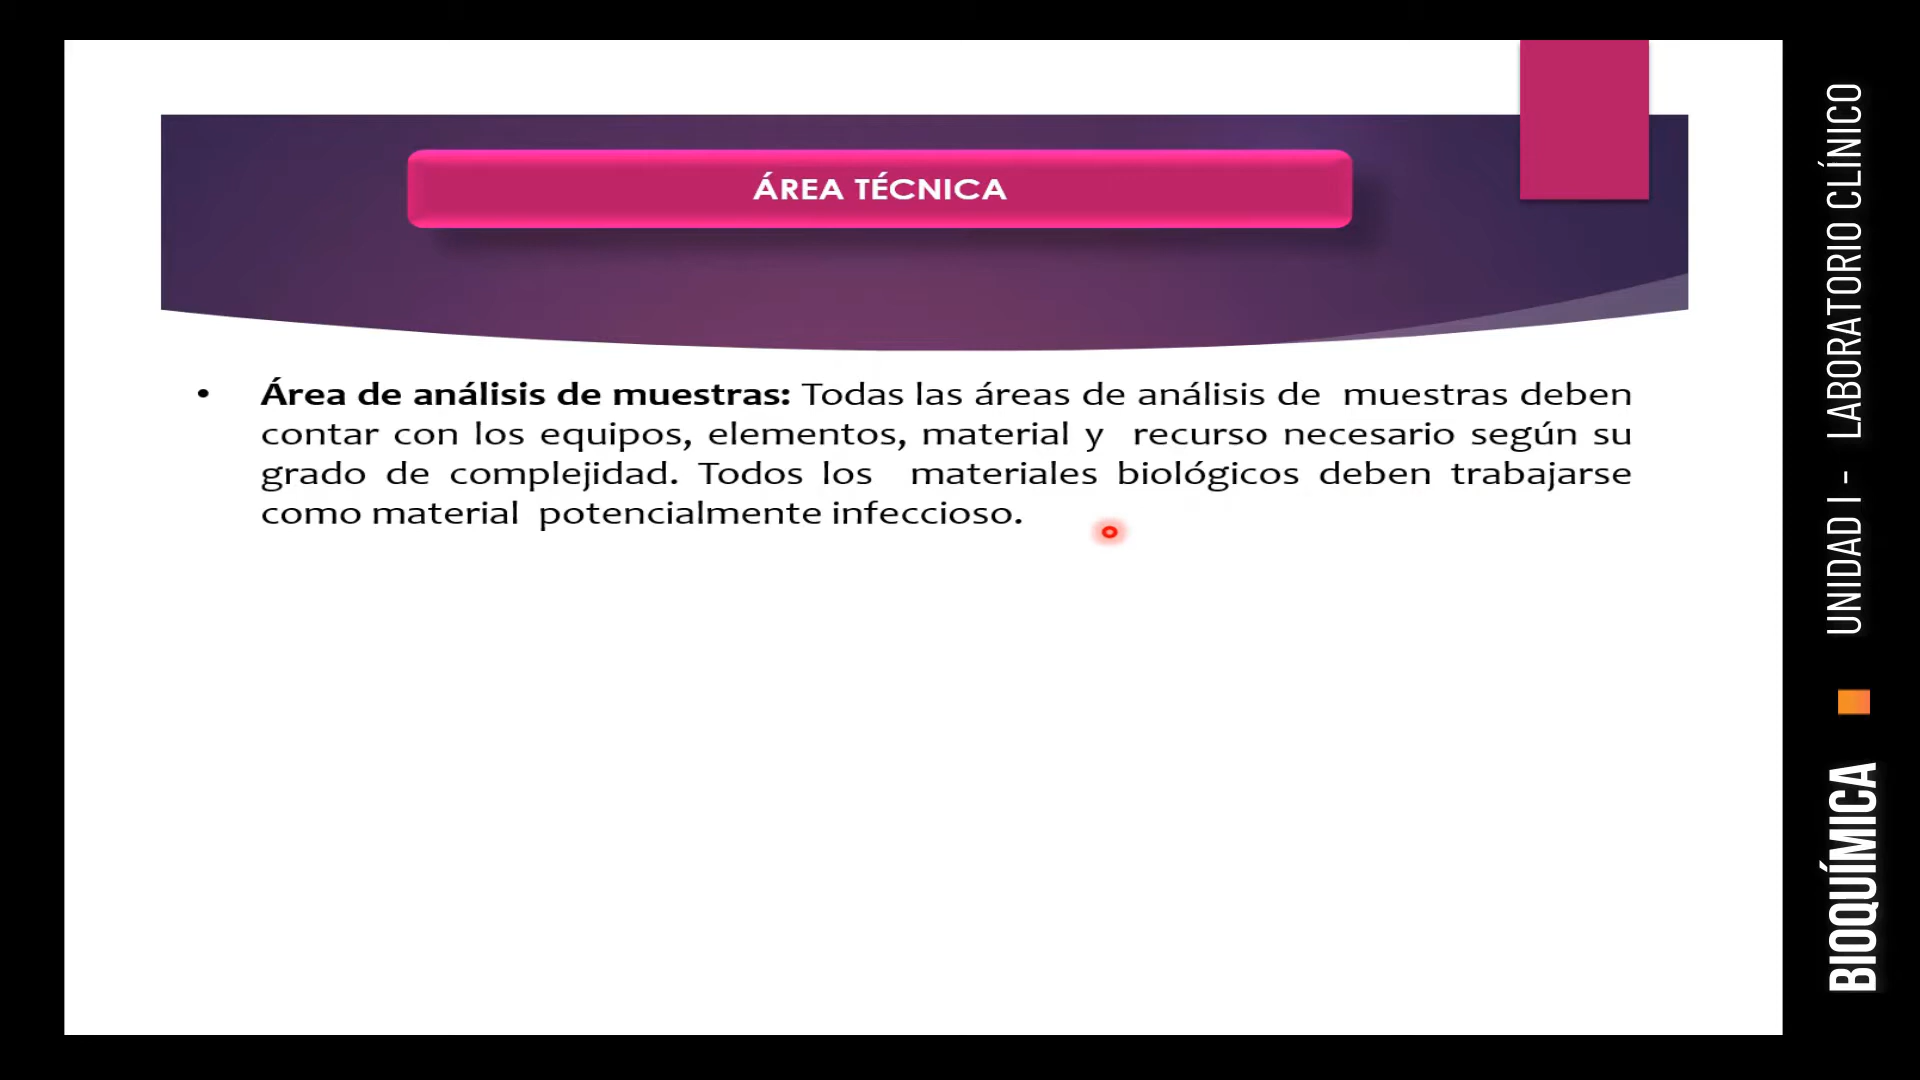 ÁREA TÉCNICA
• Área de análisis de muestras: Todas las áreas de análisis de muestras deben
contar con los equipos, elementos, material y recurso necesario según su
grado de complejidad. Todos los materiales biológicos deben trabajarse
como material potencialmente infeccioso.
BIOQUÍMICA UNIDAD I - LABORATORIO CLÍNICO